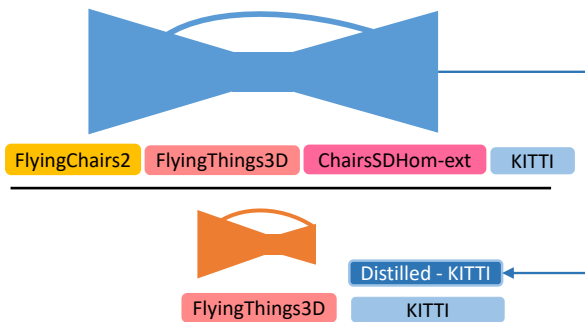 FlyingChairs2 FlyingThings3D ChairsSDHom-ext KITTI
Distilled - KITTI
FlyingThings3D KITTI